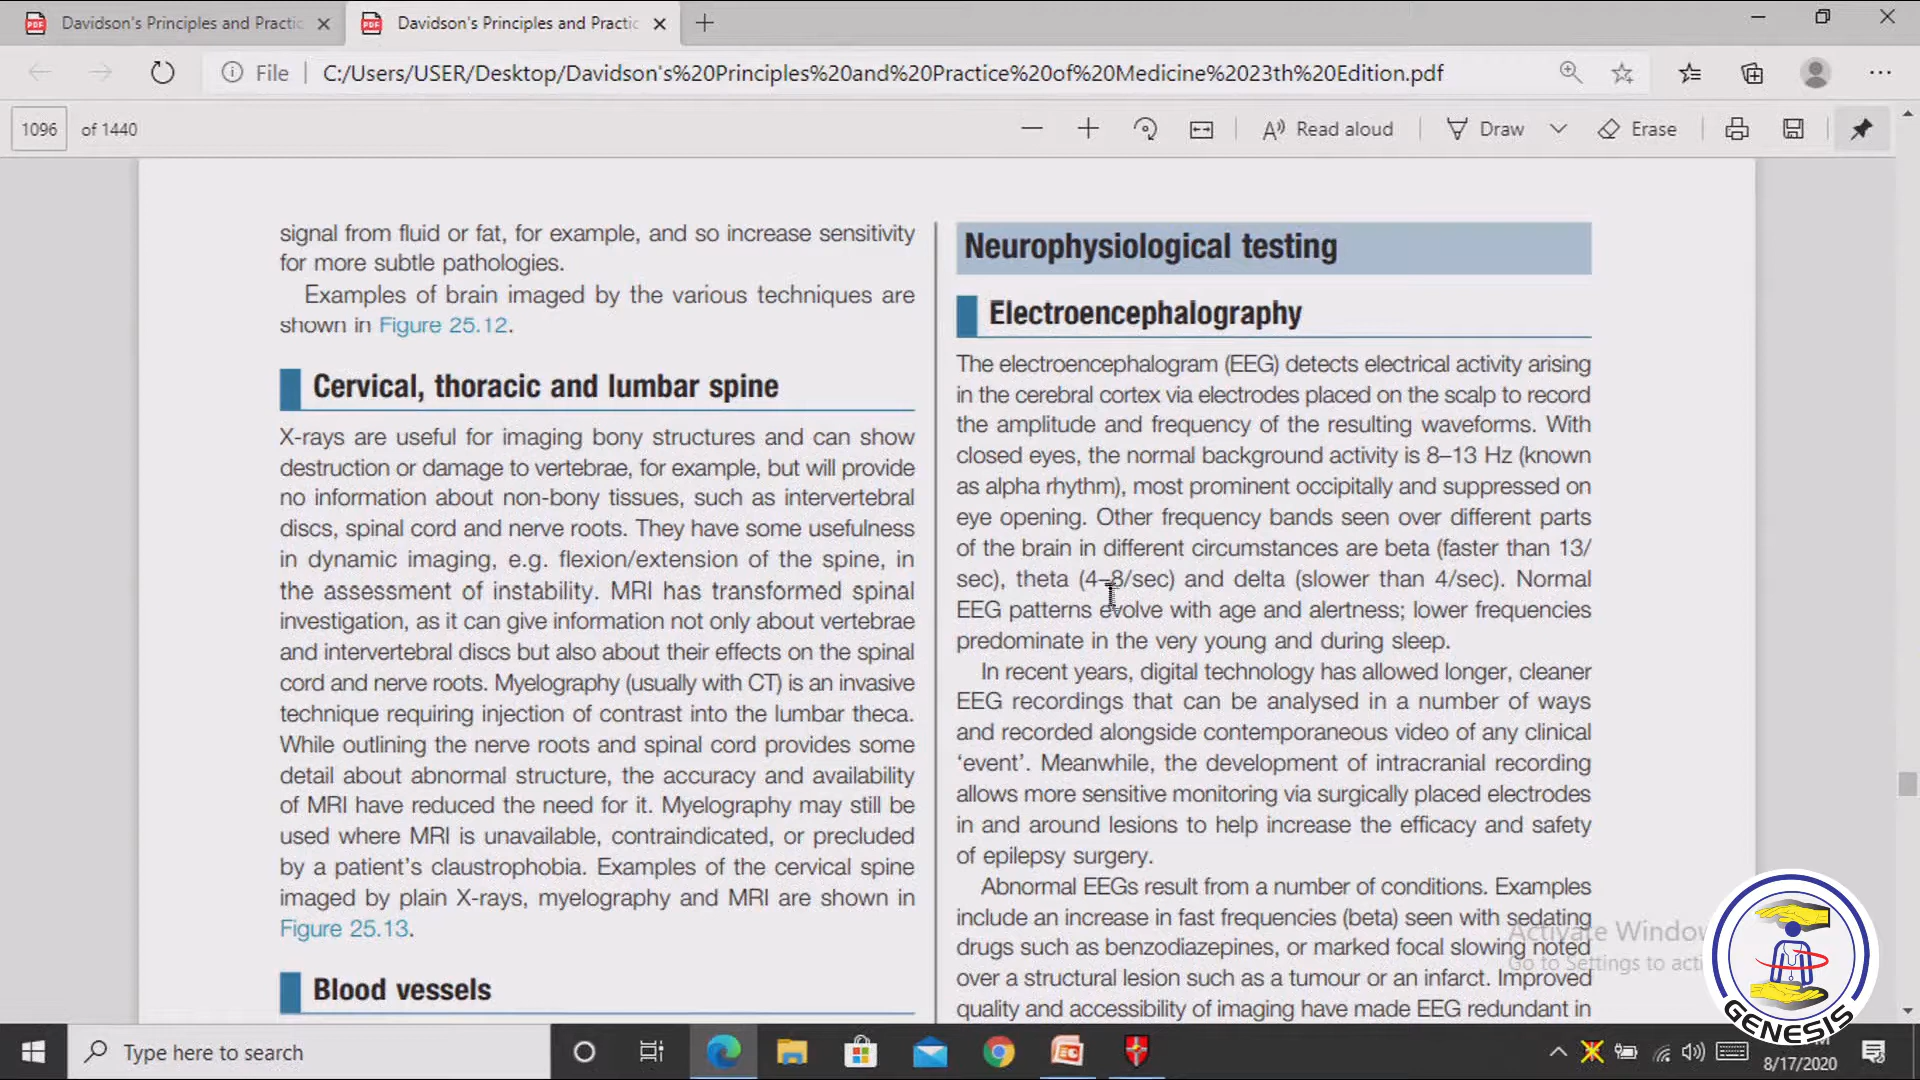 Davidson's Principles and Practic
Davidson's Principles and Practic
File
C:/Users/USER/Desktop/Davidson's%20Principles%20and%20Practice%20of%20Medicine%2023th%20Edition.pdf
1096 of 1440
Read aloud
Draw
Erase
signal from fluid or fat, for example, and so increase sensitivity
for more subtle pathologies.
Examples of brain imaged by the various techniques are
shown in Figure 25.12.
Cervical, thoracic and lumbar spine
X-rays are useful for imaging bony structures and can show
destruction or damage to vertebrae, for example, but will provide
no information about non-bony tissues, such as intervertebral
discs, spinal cord and nerve roots. They have some usefulness
in dynamic imaging, e.g. flexion/extension of the spine, in
the assessment of instability. MRI has transformed spinal
investigation, as it can give information not only about vertebrae
and intervertebral discs but also about their effects on the spinal
cord and nerve roots. Myelography (usually with CT) is an invasive
technique requiring injection of contrast into the lumbar theca.
While outlining the nerve roots and spinal cord provides some
detail about abnormal structure, the accuracy and availability
of MRI have reduced the need for it. Myelography may still be
used where MRI is unavailable, contraindicated, or precluded
by a patient’s claustrophobia. Examples of the cervical spine
imaged by plain X-rays, myelography and MRI are shown in
Figure 25.13.
Blood vessels
Neurophysiological testing
Electroencephalography
The electroencephalogram (EEG) detects electrical activity arising
in the cerebral cortex via electrodes placed on the scalp to record
the amplitude and frequency of the resulting waveforms. With
closed eyes, the normal background activity is 8–13 Hz (known
as alpha rhythm), most prominent occipitally and suppressed on
eye opening. Other frequency bands seen over different parts
of the brain in different circumstances are beta (faster than 13/
sec), theta (4–8/sec) and delta (slower than 4/sec). Normal
EEG patterns evolve with age and alertness; lower frequencies
predominate in the very young and during sleep.
In recent years, digital technology has allowed longer, cleaner
EEG recordings that can be analysed in a number of ways
and recorded alongside contemporaneous video of any clinical
‘event’. Meanwhile, the development of intracranial recording
allows more sensitive monitoring via surgically placed electrodes
in and around lesions to help increase the efficacy and safety
of epilepsy surgery.
Abnormal EEGs result from a number of conditions. Examples
include an increase in fast frequencies (beta) seen with sedating
drugs such as benzodiazepines, or marked focal slowing noted
over a structural lesion such as a tumour or an infarct. Improved
quality and accessibility of imaging have made EEG redundant in
Activate Window
Go to Settings to acti
GENESIS
Type here to search
8/17/2020